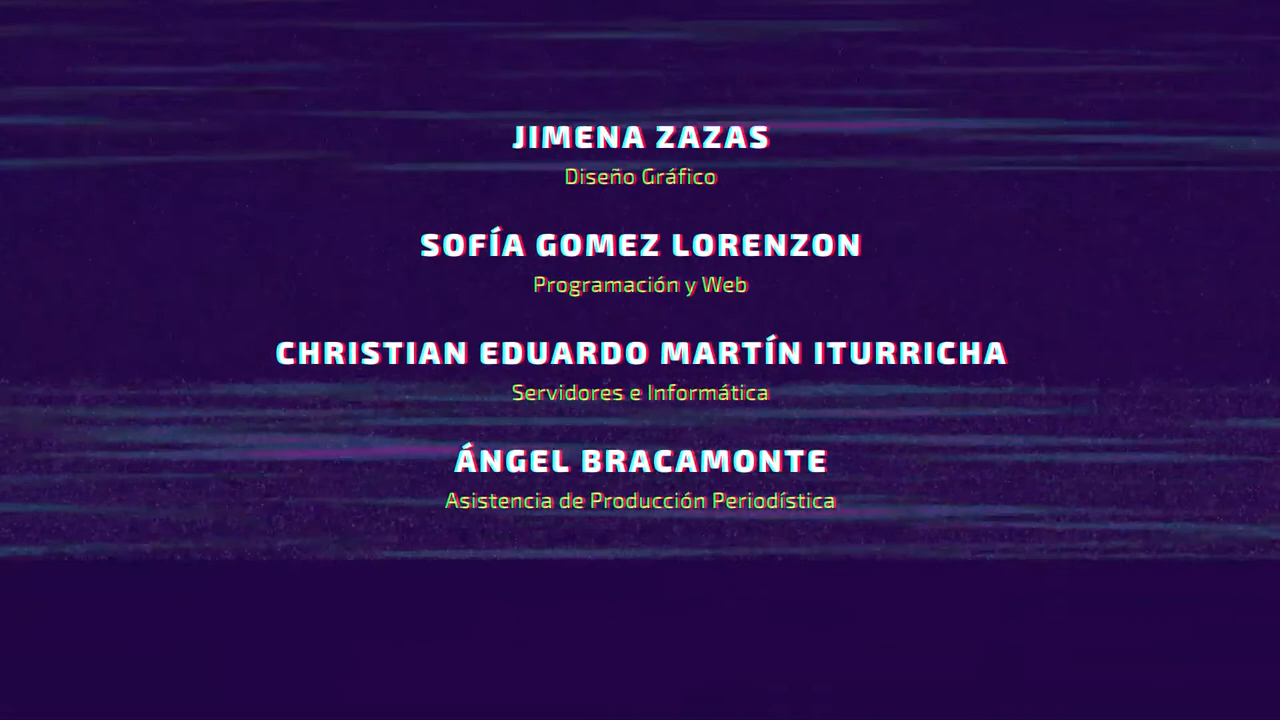 JIMENA ZAZAS
Diseño Gráfico
SOFÍA GOMEZ LORENZON
Programación y Web
CHRISTIAN EDUARDO MARTÍN ITURRICHA
Servidores e Informática
ÁNGEL BRACAMONTE
Asistencia de Producción Periodística